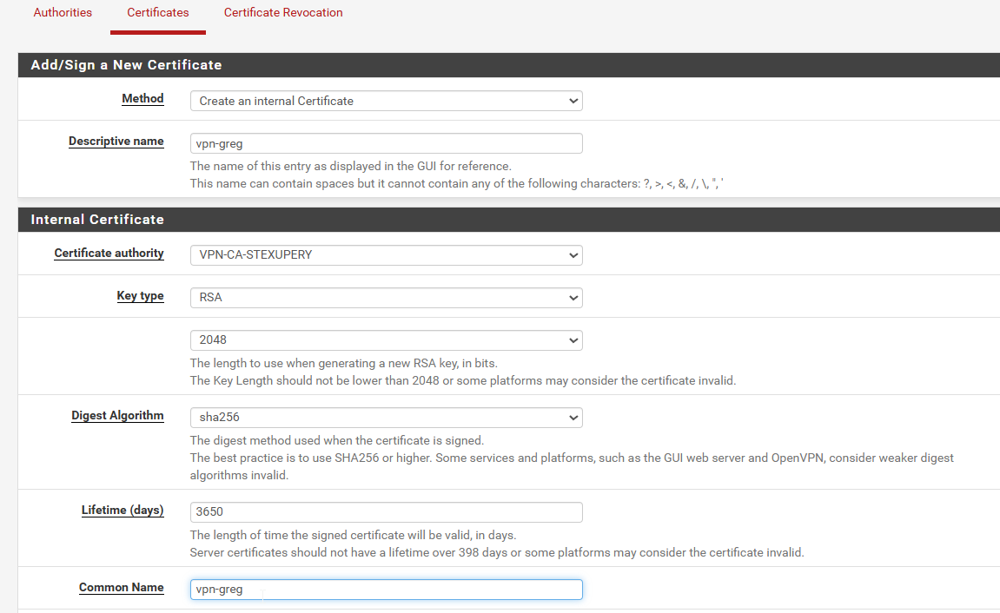 Authorities Certificates Certificate Revocation
Add/Sign a New Certificate
Method Create an internal Certificate
Descriptive name vpn-greg
The name of this entry as displayed in the GUI for reference.
This name can contain spaces but it cannot contain any of the following characters: ?, >, <, &, /, \, ", '
Internal Certificate
Certificate authority VPN-CA-STEXUPERY
Key type RSA
2048
The length to use when generating a new RSA key, in bits.
The Key Length should not be lower than 2048 or some platforms may consider the certificate invalid.
Digest Algorithm sha256
The digest method used when the certificate is signed.
The best practice is to use SHA256 or higher. Some services and platforms, such as the GUI web server and OpenVPN, consider weaker digest
algorithms invalid.
Lifetime (days) 3650
The length of time the signed certificate will be valid, in days.
Server certificates should not have a lifetime over 398 days or some platforms may consider the certificate invalid.
Common Name vpn-greg